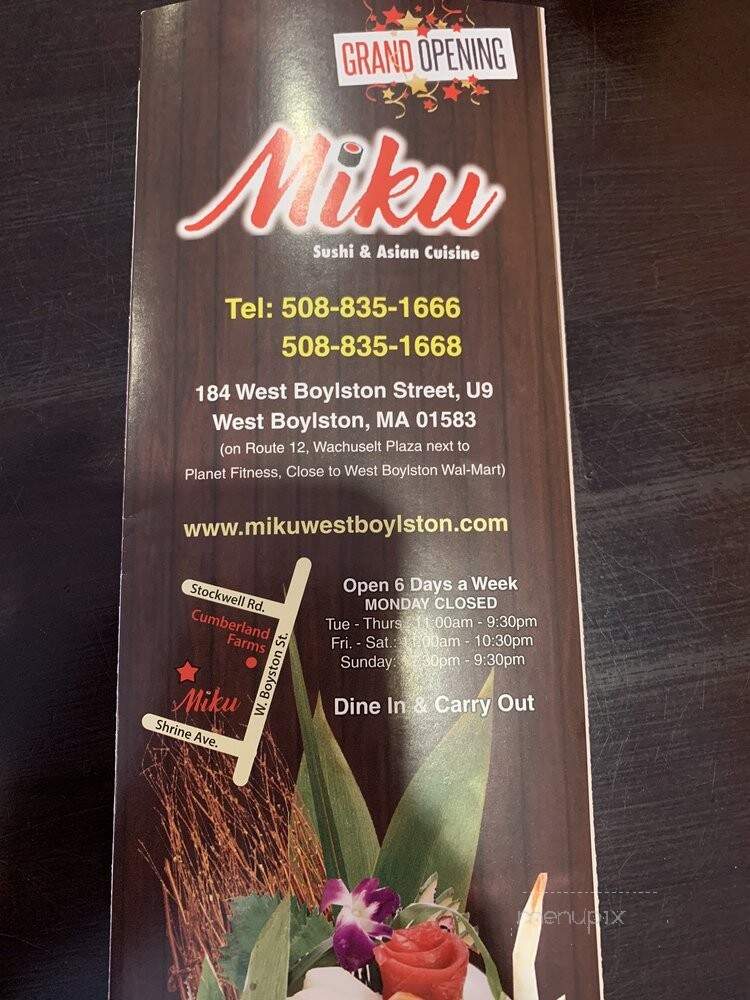 GRAND OPENING
Miku
Sushi & Asian Cuisine
Tel: 508-835-1666
508-835-1668
184 West Boylston Street, U9
West Boylston, MA 01583
(on Route 12, Wachuselt Plaza next to
Planet Fitness, Close to West Boylston Wal-Mart)
www.mikuwestboylston.com
Open 6 Days a Week
MONDAY CLOSED
Tue - Thurs.: 11:00am - 9:30pm
Fri. - Sat.: 11:00am - 10:30pm
Sunday: - 9:30pm
Dine In & Carry Out
Stockwell Rd.
Cumberland
Farms
W. Boyston St.
Miku
Shrine Ave.
menupix